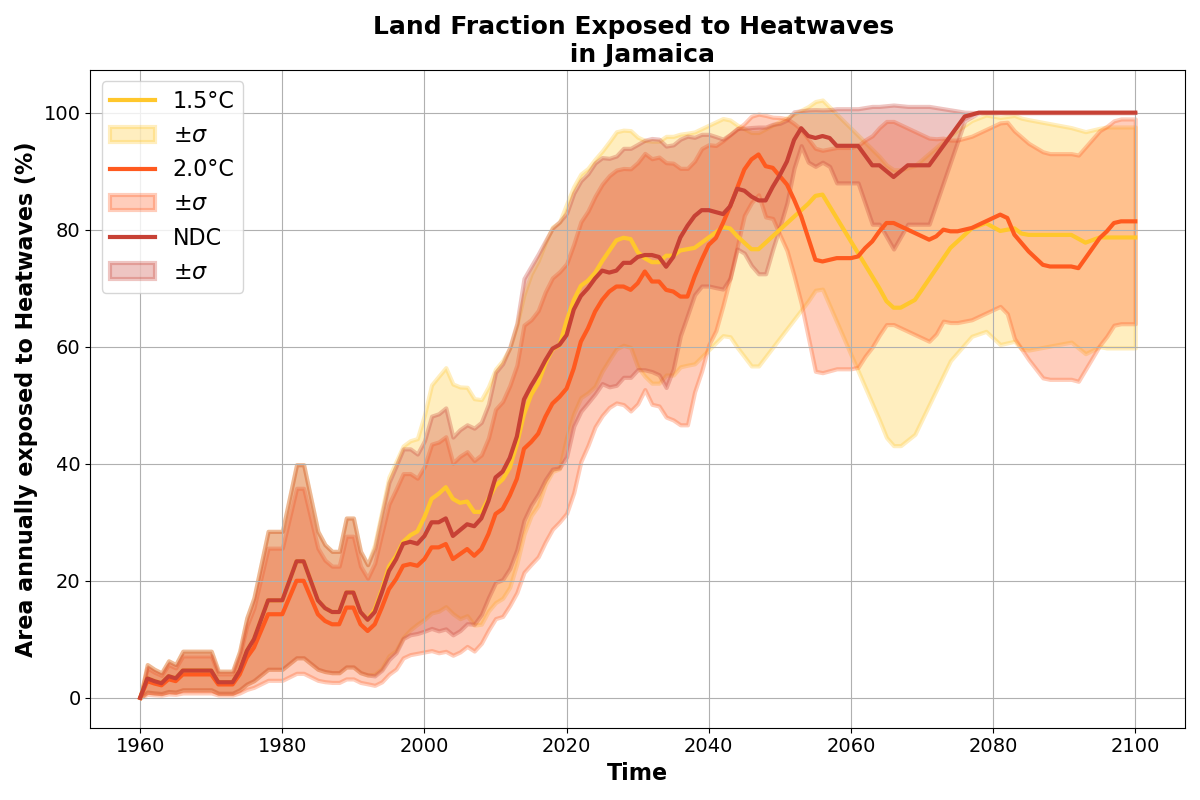 Land Fraction Exposed to Heatwaves
in Jamaica
Area annually exposed to Heatwaves (%)
100
80
60
40
20
0
1.5°C
±σ
2.0°C
±σ
NDC
±σ
1960 1980 2000 2020 2040 2060 2080 2100
Time